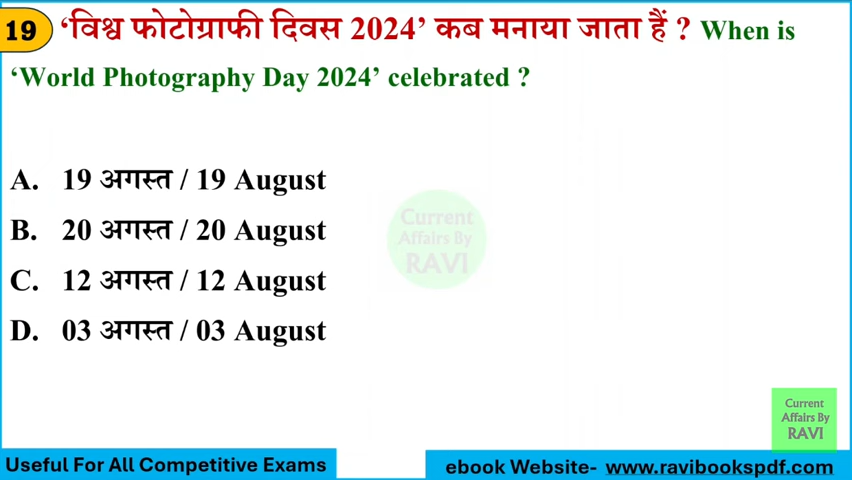 19 ‘विश्व फोटोग्राफी दिवस 2024’ कब मनाया जाता हैं ? When is
‘World Photography Day 2024’ celebrated ?
A. 19 अगस्त / 19 August
B. 20 अगस्त / 20 August
C. 12 अगस्त / 12 August
D. 03 अगस्त / 03 August
Current
Affairs By
RAVI
Current
Affairs By
RAVI
Useful For All Competitive Exams
ebook Website- www.ravibookspdf.com